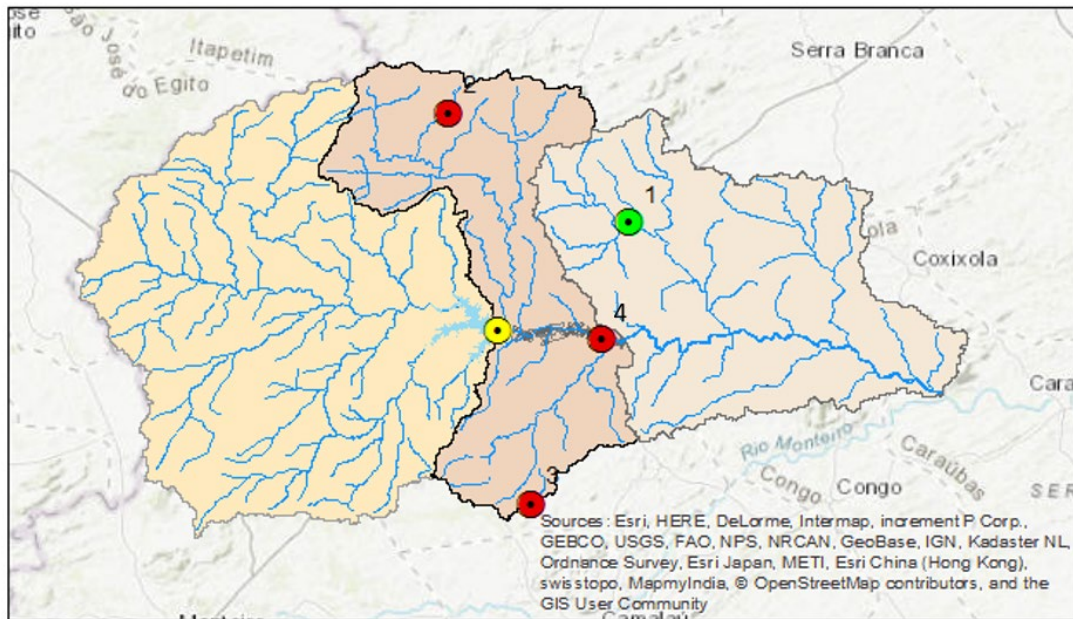 São José
do Egito
Itapetim
Serra Branca
2
1
Coxixola
4
Rio Monteiro
Caraúbas
Congo
Congo
3
Sources: Esri, HERE, DeLorme, Intermap, increment P Corp.,
GEBCO, USGS, FAO, NPS, NRCAN, GeoBase, IGN, Kadaster NL,
Ordnance Survey, Esri Japan, METI, Esri China (Hong Kong),
swisstopo, MapmyIndia, © OpenStreetMap contributors, and the
GIS User Community